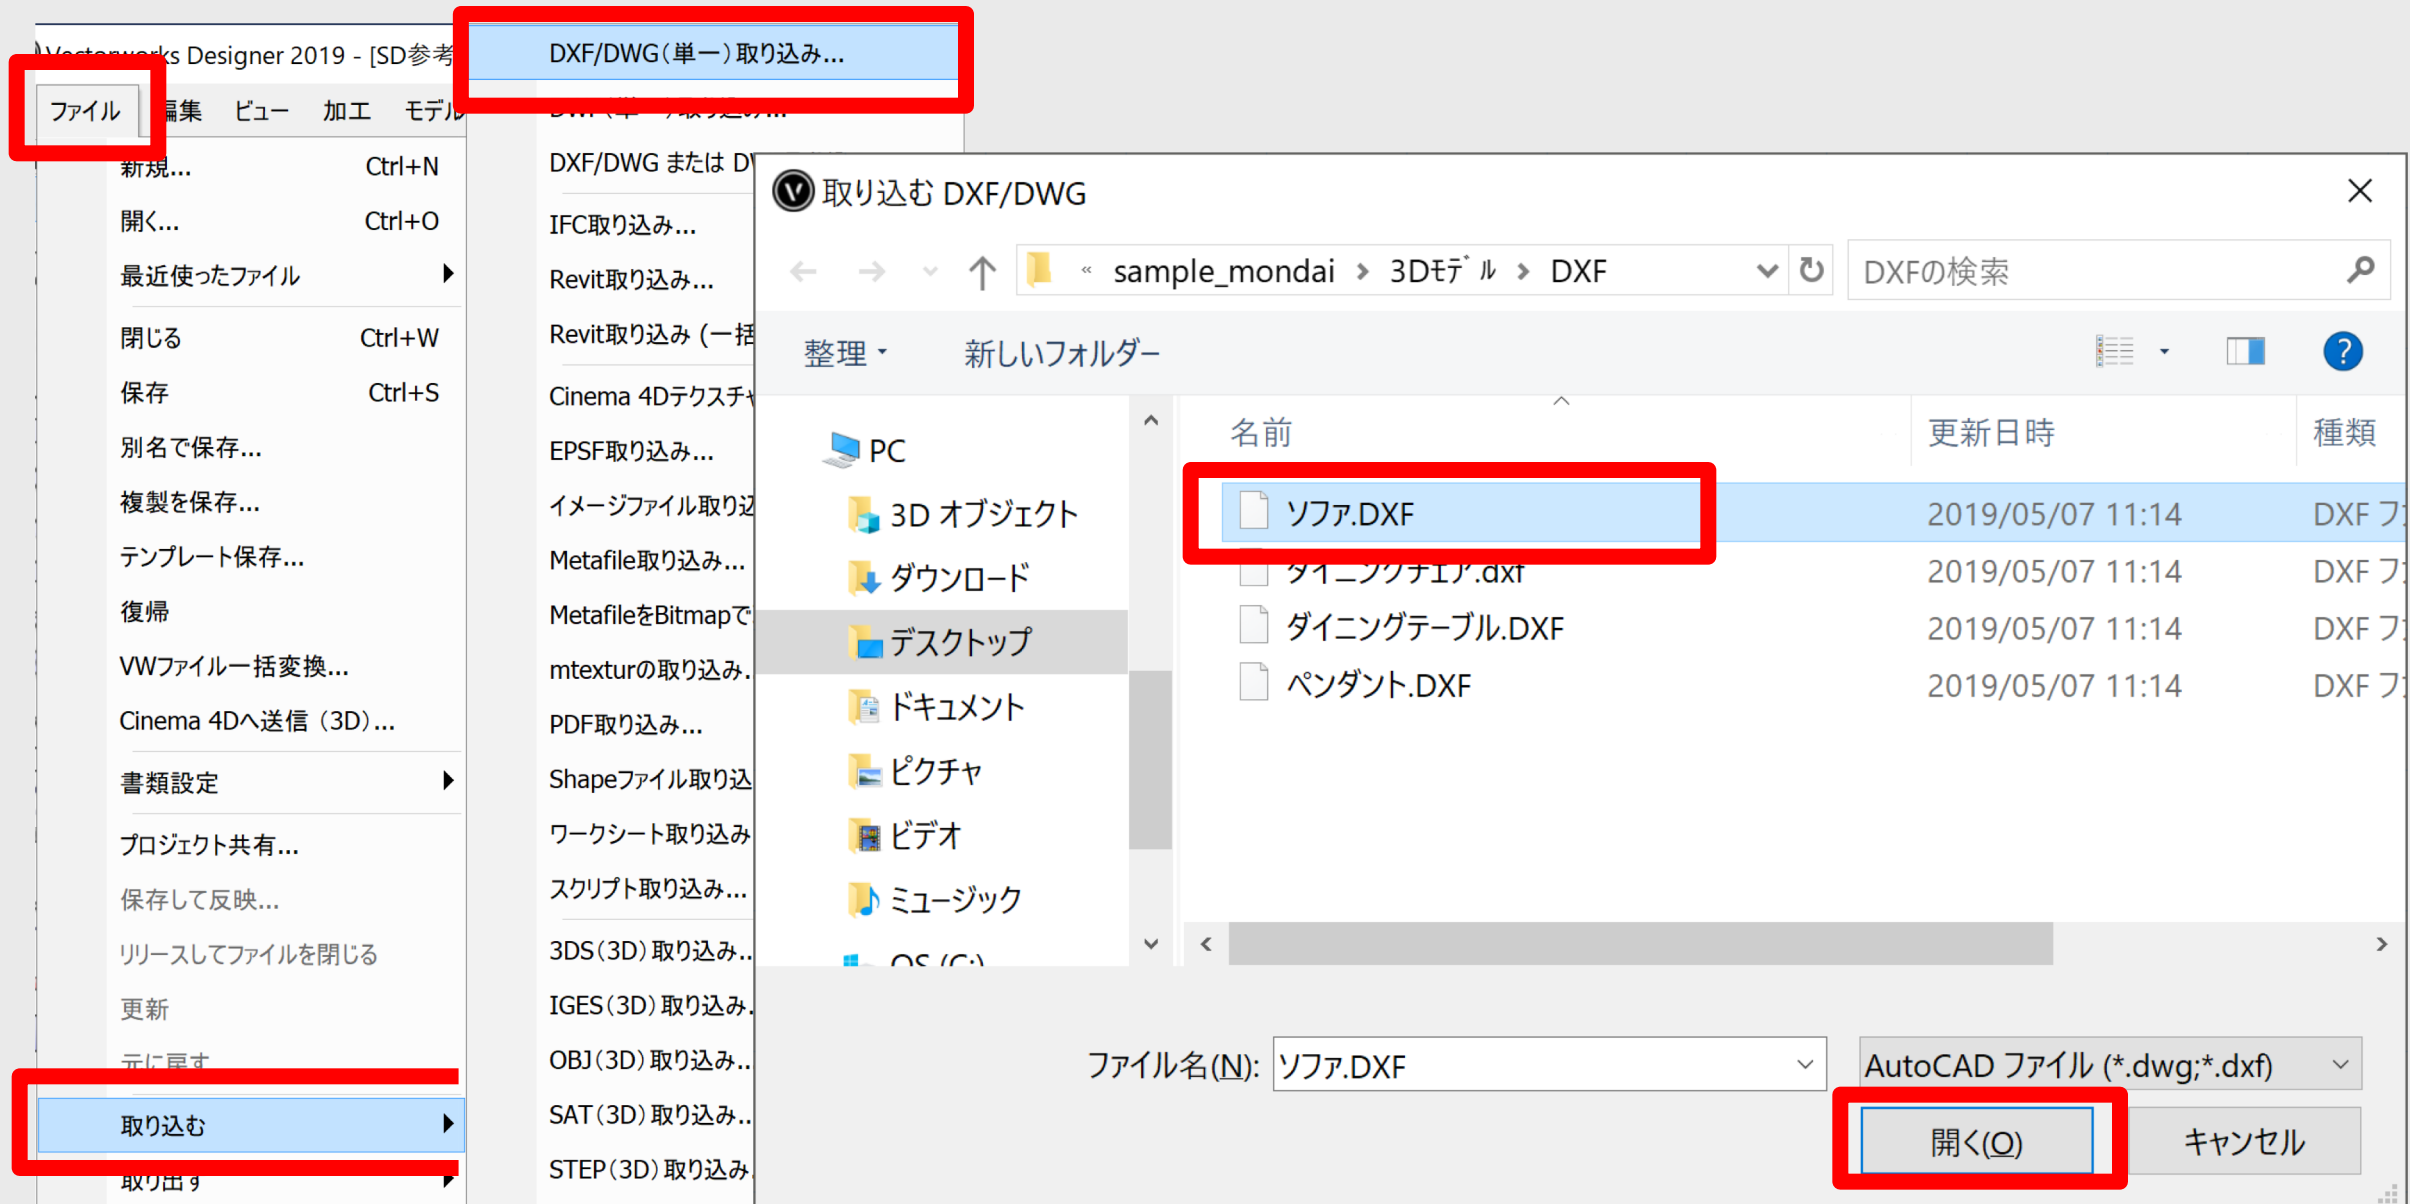 Vectorworks Designer 2019 - [SD参考
ファイル 編集 ビュー 加工 モデル
新規... Ctrl+N
開く... Ctrl+O
最近使ったファイル
閉じる Ctrl+W
保存 Ctrl+S
別名で保存...
複製を保存...
テンプレート保存...
復帰
VWファイル一括変換...
Cinema 4Dへ送信 (3D)...
書類設定
プロジェクト共有...
保存して反映...
リリースしてファイルを閉じる
更新
元に戻す
取り込む
取り出す
DXF/DWG(単一)取り込み...
DWF(単一)取り込み...
DXF/DWG または DW
IFC取り込み...
Revit取り込み...
Revit取り込み (一括
Cinema 4Dテクスチャ
EPSF取り込み...
イメージファイル取り込
Metafile取り込み...
MetafileをBitmapで
mtexturの取り込み.
PDF取り込み...
Shapeファイル取り込
ワークシート取り込み
スクリプト取り込み...
3DS(3D)取り込み..
IGES(3D)取り込み.
OBJ(3D)取り込み..
SAT(3D)取り込み..
STEP(3D)取り込み.
取り込む DXF/DWG
« sample_mondai › 3Dﾓﾃﾞﾙ › DXF
DXFの検索
整理 新しいフォルダー
PC
3D オブジェクト
ダウンロード
デスクトップ
ドキュメント
ピクチャ
ビデオ
ミュージック
OS (C:)
名前 更新日時 種類
ソファ.DXF 2019/05/07 11:14 DXF ファ
ダイニングチェア.dxf 2019/05/07 11:14 DXF ファ
ダイニングテーブル.DXF 2019/05/07 11:14 DXF ファ
ペンダント.DXF 2019/05/07 11:14 DXF ファ
ファイル名(N): ソファ.DXF AutoCAD ファイル (*.dwg;*.dxf)
開く(O) キャンセル